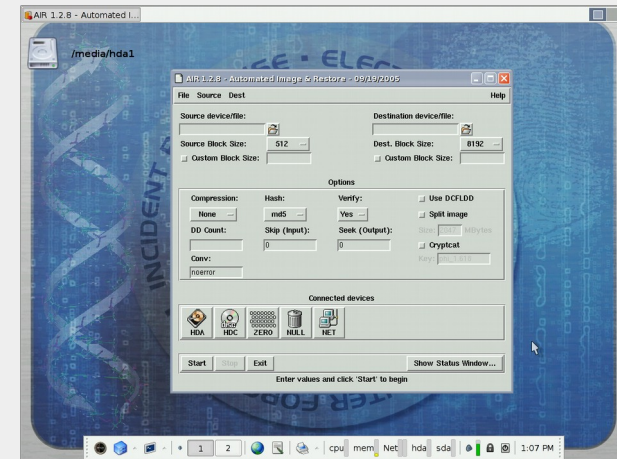 AIR 1.2.8 - Automated I...
/media/hda1
AIR 1.2.8 - Automated Image & Restore - 09/19/2005
File Source Dest Help
Source device/file: Destination device/file:
Source Block Size: 512 Dest. Block Size: 8192
Custom Block Size: Custom Block Size:
Options
Compression: Hash: Verify: Use DCFLDD
None md5 Yes Split image
DD Count: Skip (Input): Seek (Output): Size: MBytes
0 0 Cryptcat
Conv: Key:
noerror
Connected devices
HDA HDC ZERO NULL NET
Start Stop Exit Show Status Window...
Enter values and click 'Start' to begin
INCIDENT
1 2 cpu mem Net hda sda 1:07 PM